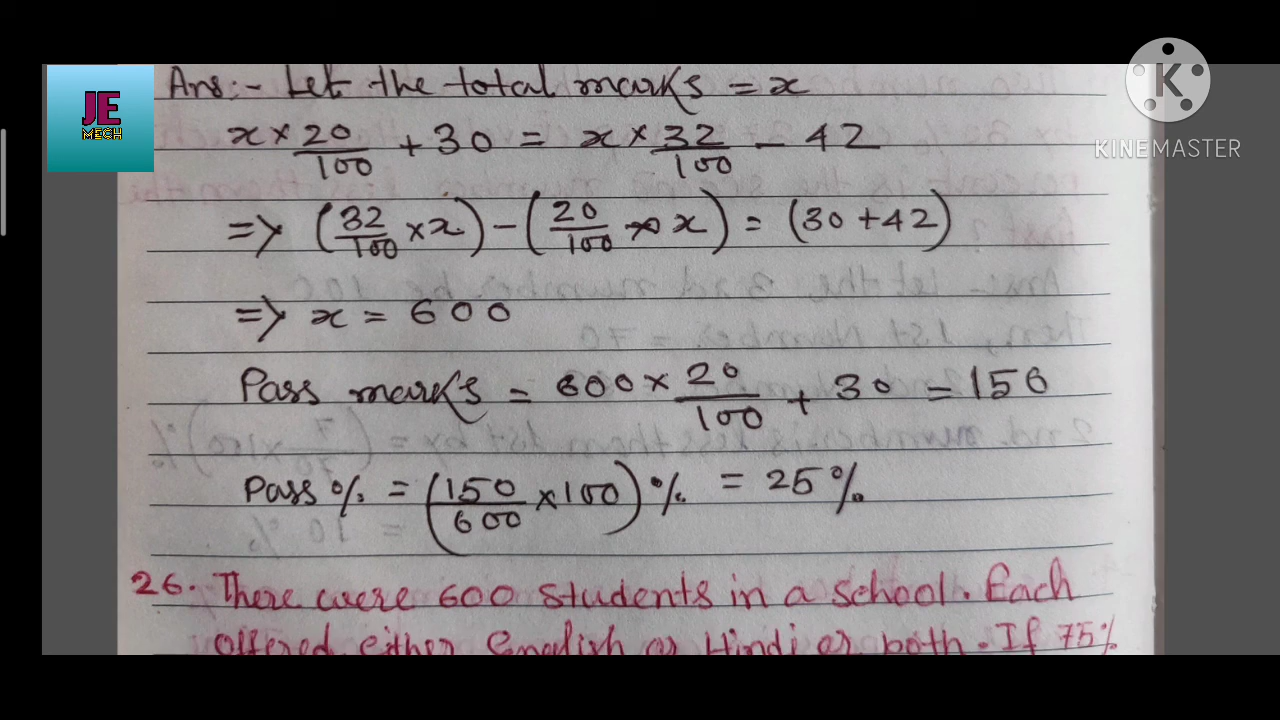 JE
MECH
KINEMASTER
Ans:- Let the total marks = x
x × 20/100 + 30 = x × 32/100 - 42
=> (32/100 × x) - (20/100 × x) = (30 + 42)
=> x = 600
Pass marks = 600 × 20/100 + 30 = 150
Pass % = (150/600 × 100) % = 25 %.
26. There were 600 students in a school. Each
offered either English or Hindi or both. If 75%